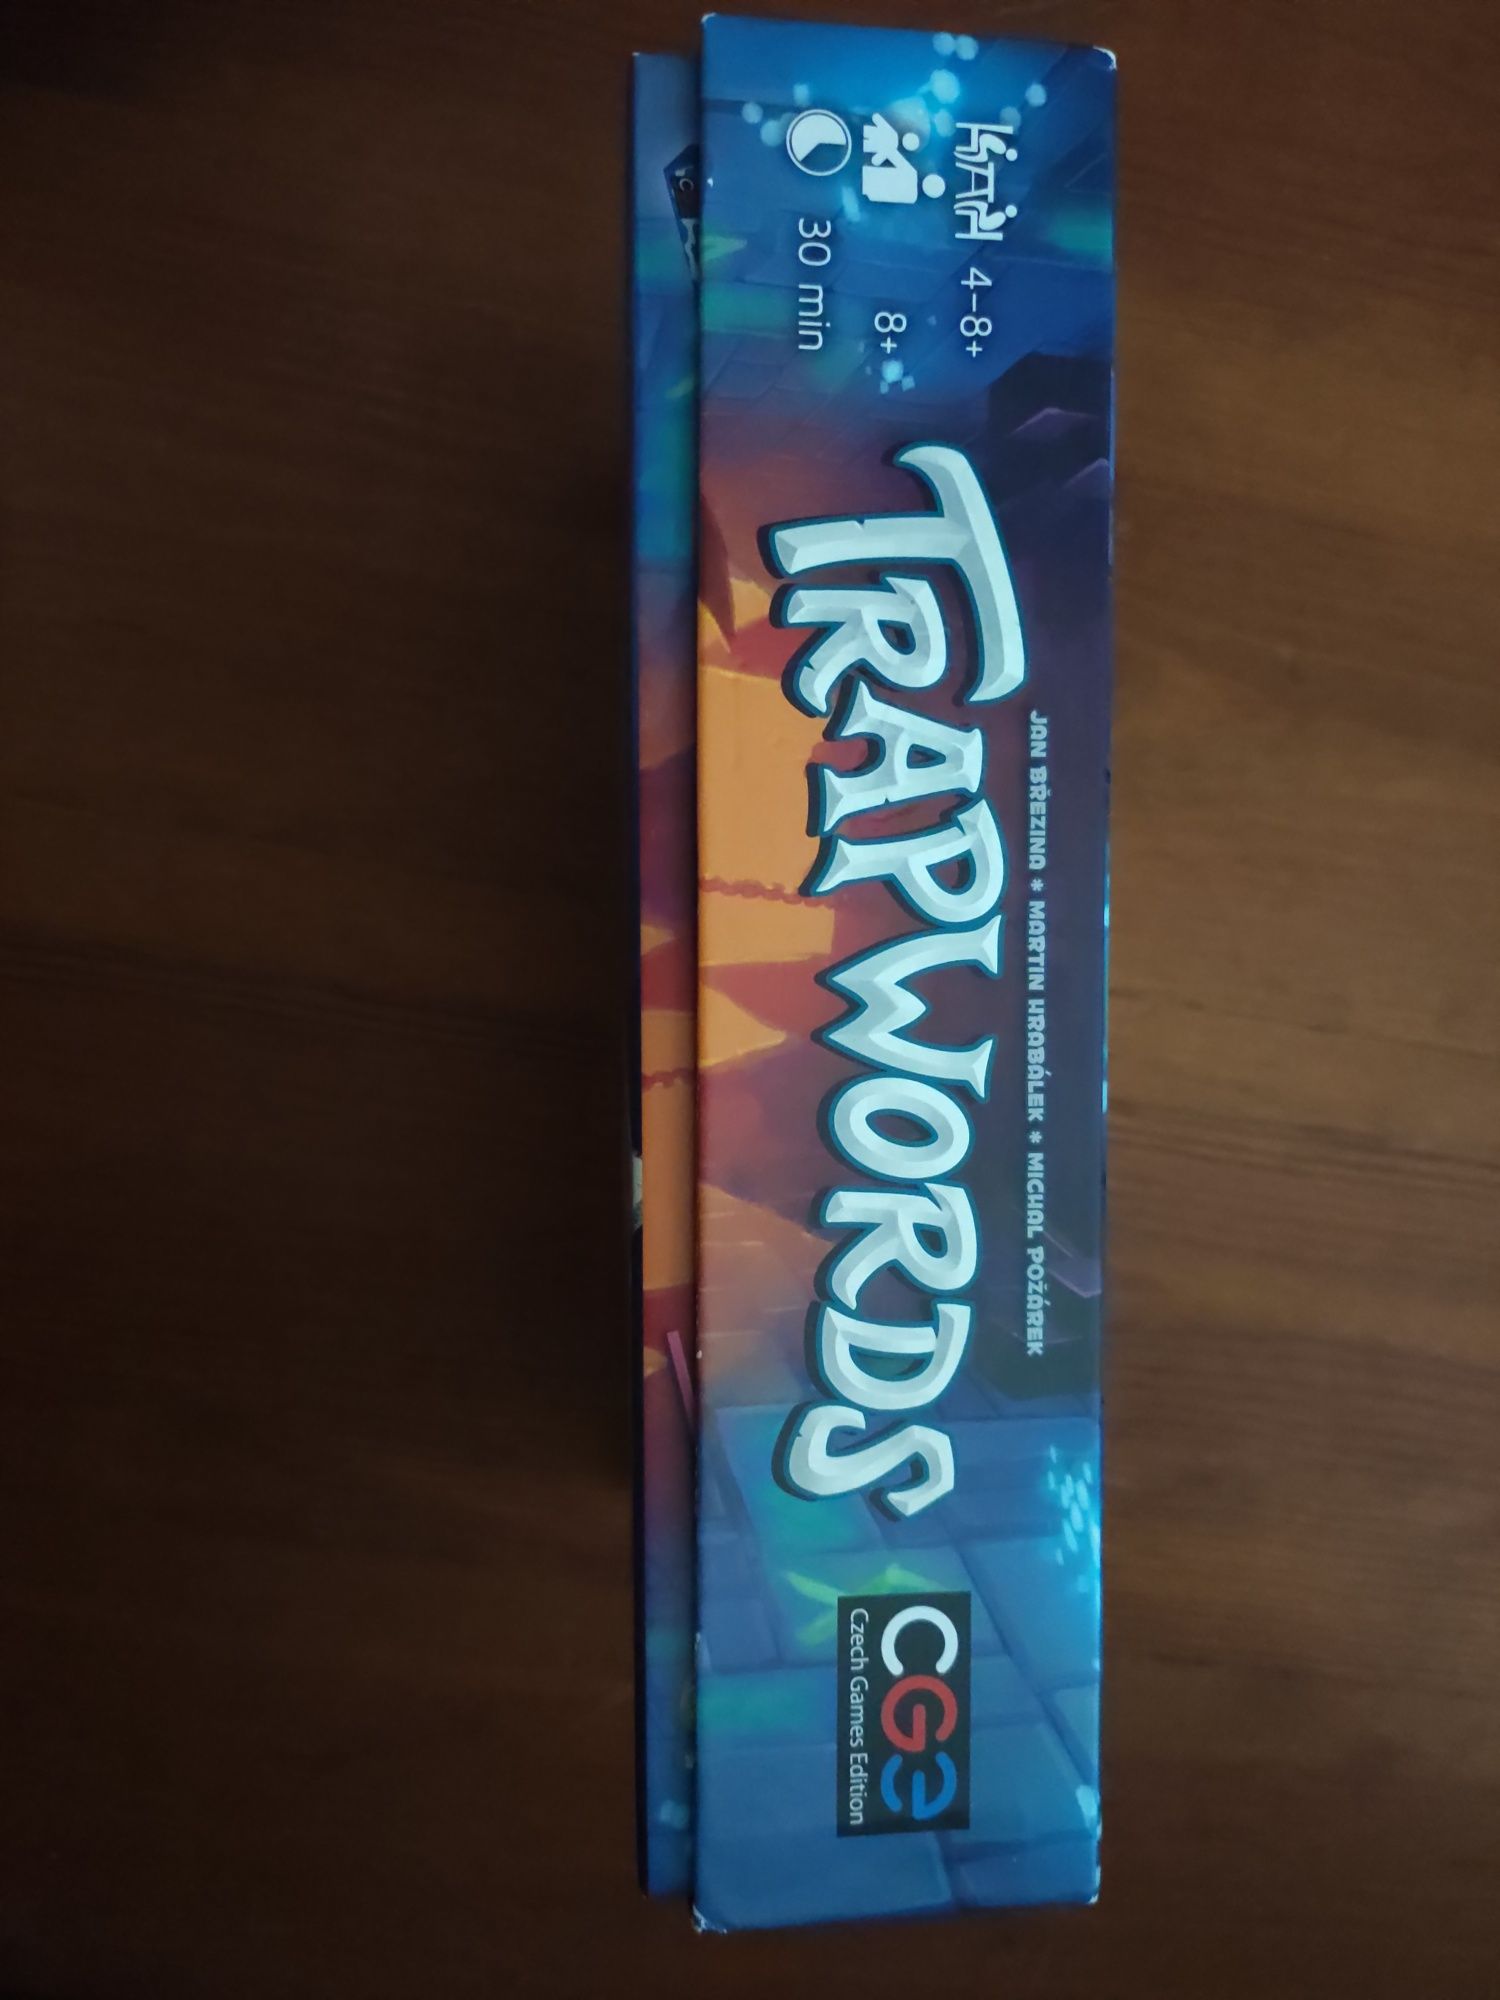 4–8+
8+
30 min
JAN BŘEZINA * MARTIN HRABÁLEK * MICHAL POŽÁREK
TRAPWORDS
CGE
Czech Games Edition